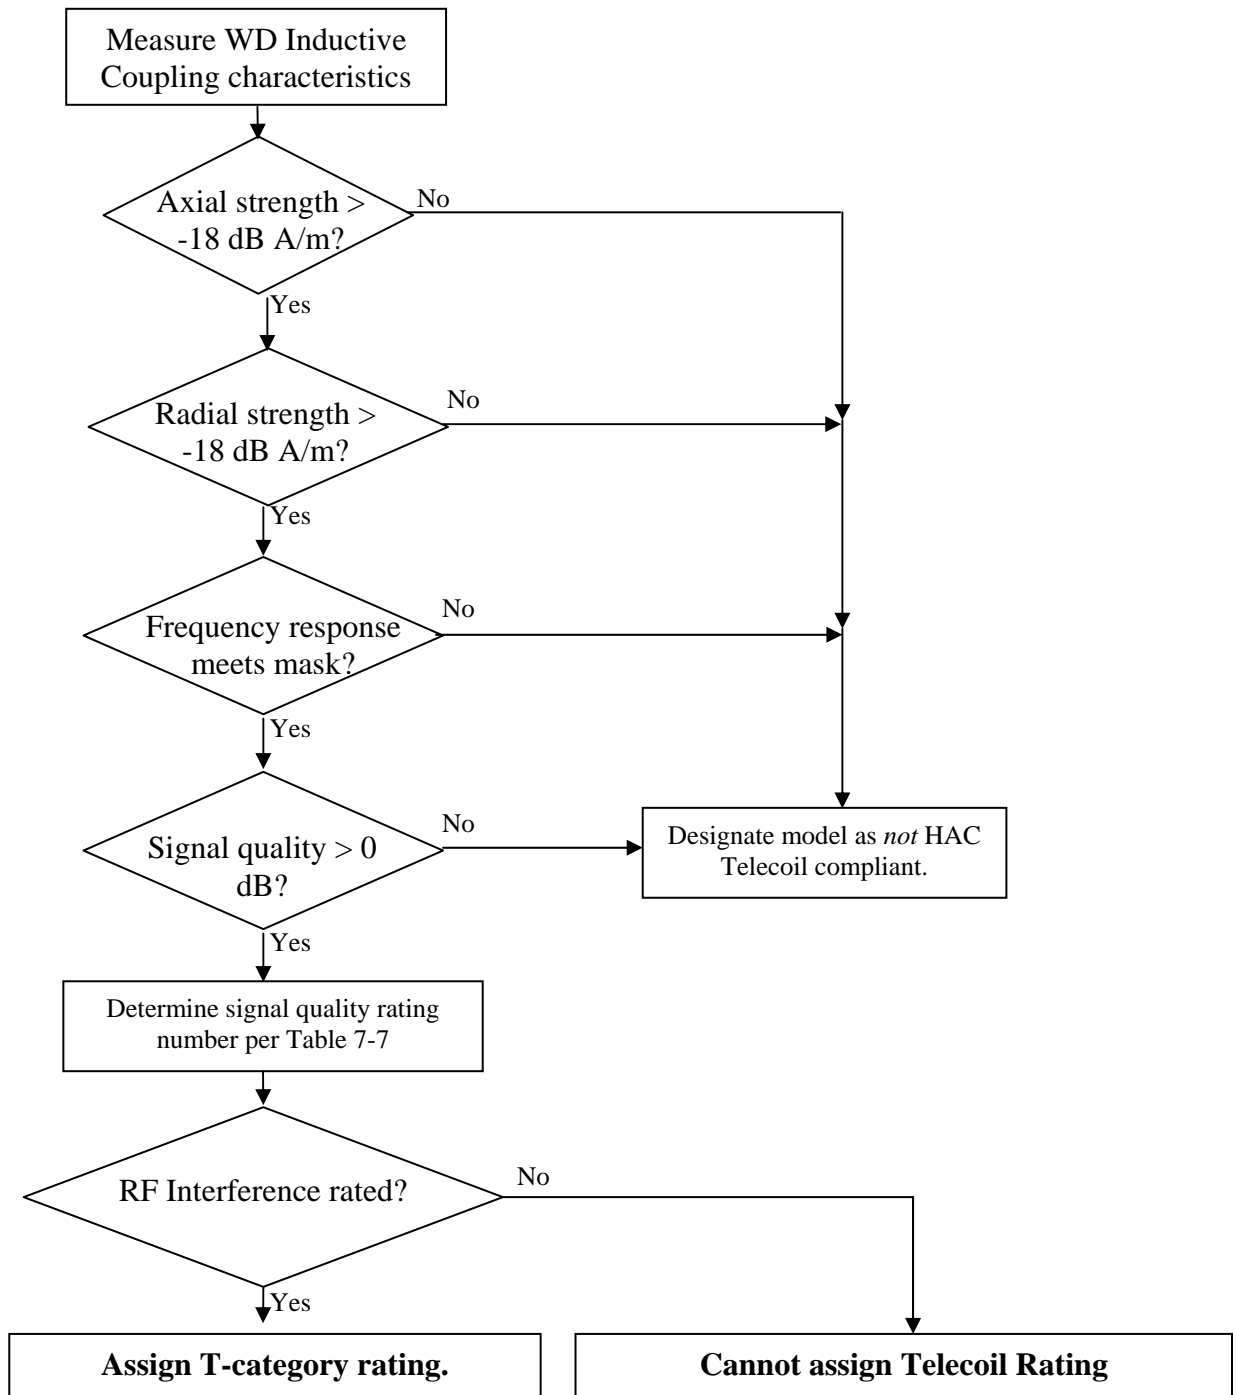 Measure WD Inductive
Coupling characteristics
Axial strength >
-18 dB A/m?
No
Yes
Radial strength >
-18 dB A/m?
No
Yes
Frequency response
meets mask?
No
Yes
Signal quality > 0
dB?
No
Designate model as not HAC
Telecoil compliant.
Yes
Determine signal quality rating
number per Table 7-7
RF Interference rated?
No
Yes
Assign T-category rating.
Cannot assign Telecoil Rating